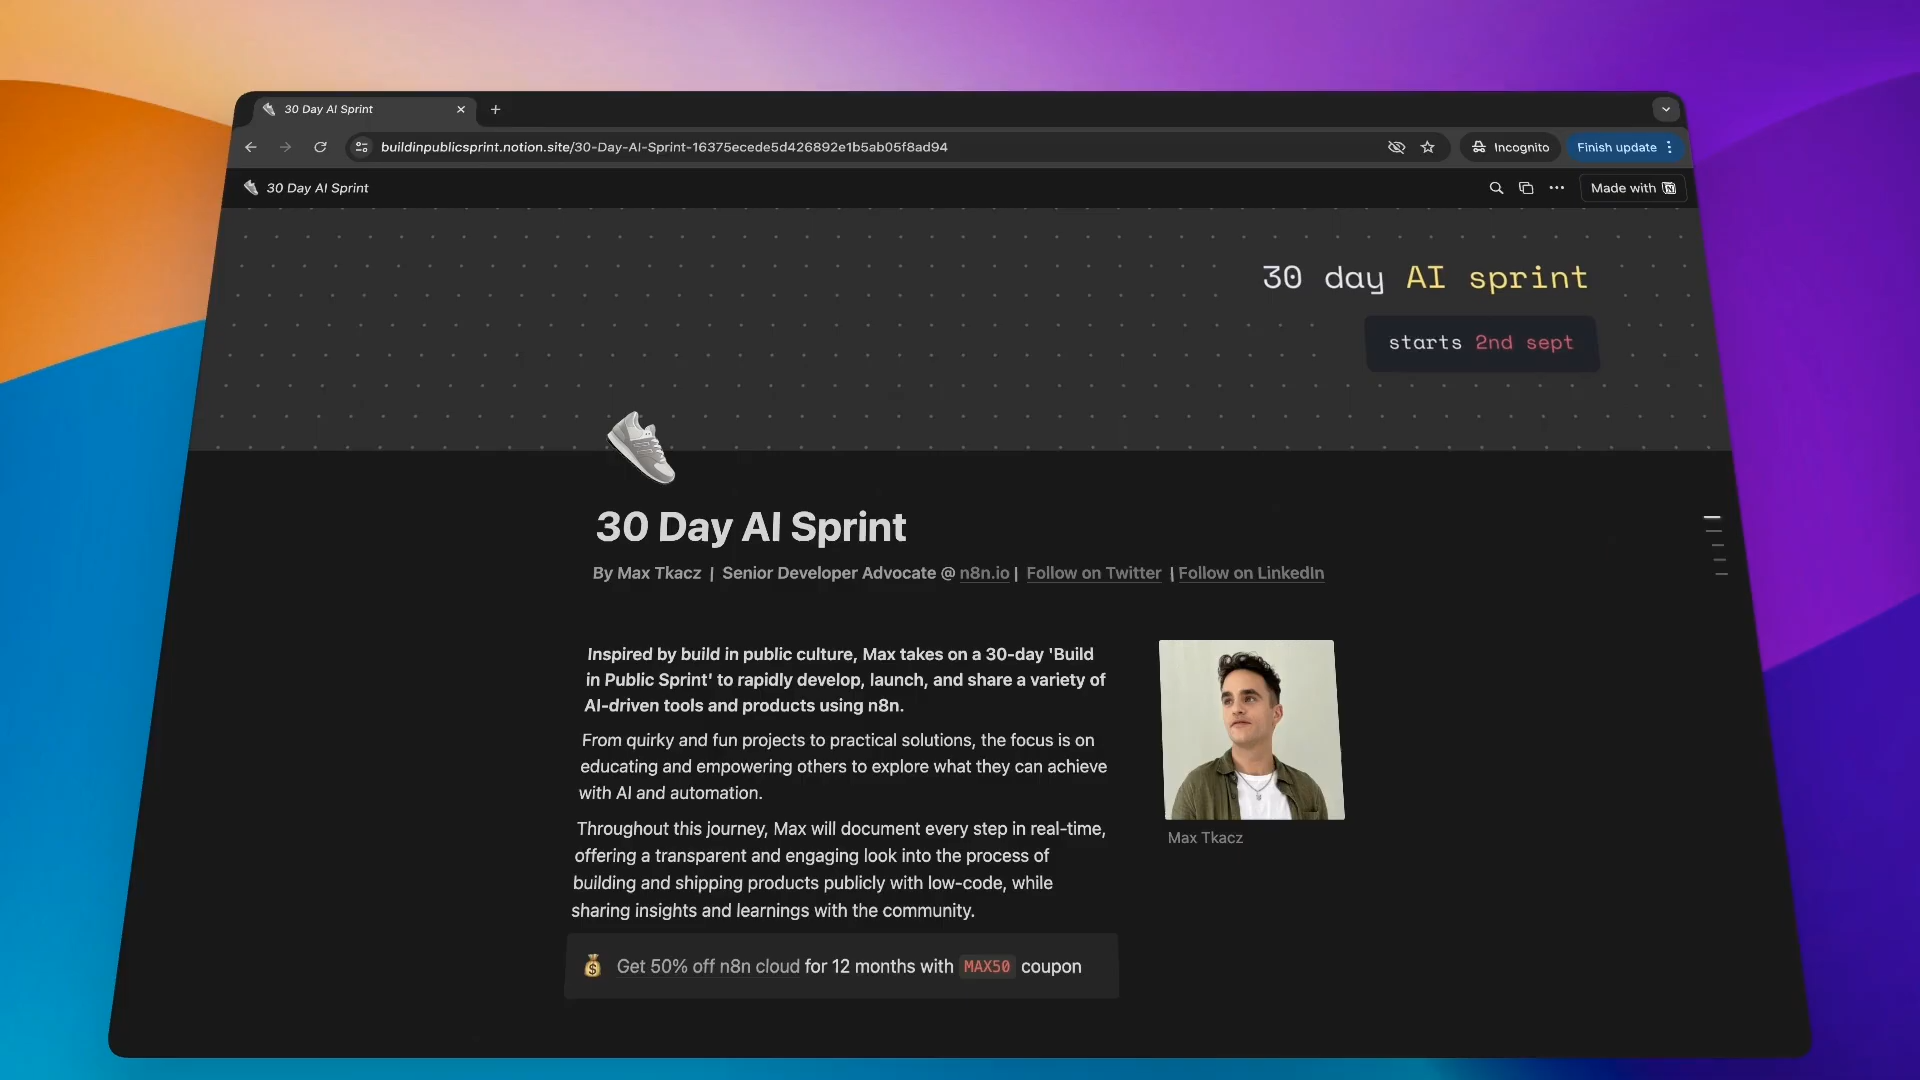 30 Day AI Sprint
buildinpublicsprint.notion.site/30-Day-AI-Sprint-16375ecede5d426892e1b5ab05f8ad94
Incognito
Finish update
30 Day AI Sprint
Made with
30 day AI sprint
starts 2nd sept
30 Day AI Sprint
By Max Tkacz | Senior Developer Advocate @ n8n.io | Follow on Twitter | Follow on LinkedIn
Inspired by build in public culture, Max takes on a 30-day 'Build
in Public Sprint' to rapidly develop, launch, and share a variety of
AI-driven tools and products using n8n.
From quirky and fun projects to practical solutions, the focus is on
educating and empowering others to explore what they can achieve
with AI and automation.
Throughout this journey, Max will document every step in real-time,
offering a transparent and engaging look into the process of
building and shipping products publicly with low-code, while
sharing insights and learnings with the community.
Max Tkacz
Get 50% off n8n cloud for 12 months with MAX50 coupon